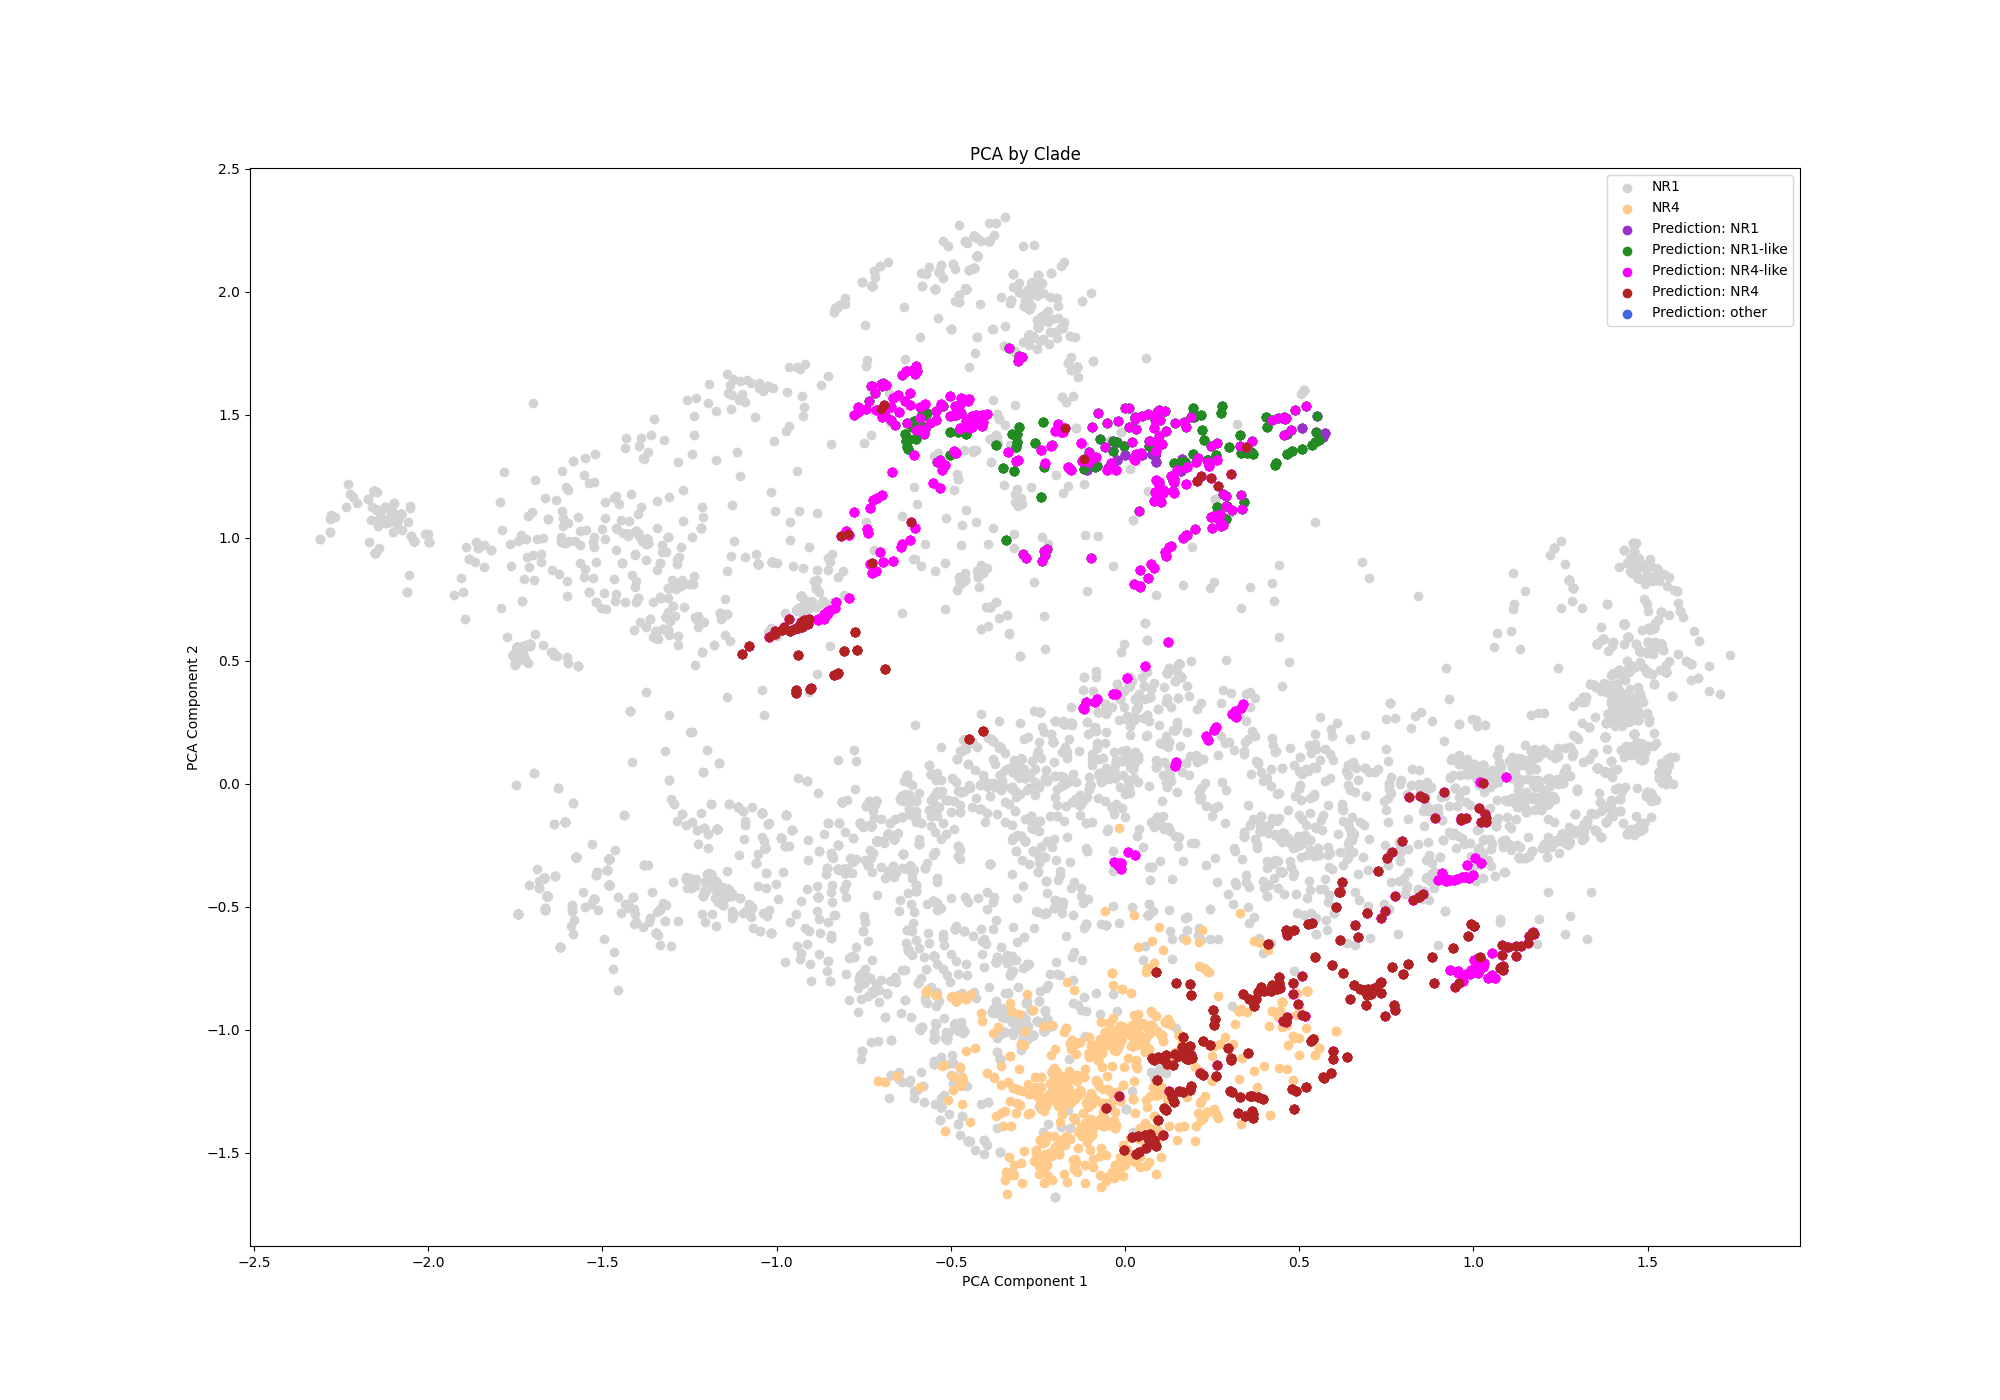 PCA by Clade
2.5
2.0
1.5
1.0
0.5
0.0
−0.5
−1.0
−1.5
PCA Component 2
NR1
NR4
Prediction: NR1
Prediction: NR1-like
Prediction: NR4-like
Prediction: NR4
Prediction: other
−2.5 −2.0 −1.5 −1.0 −0.5 0.0 0.5 1.0 1.5
PCA Component 1